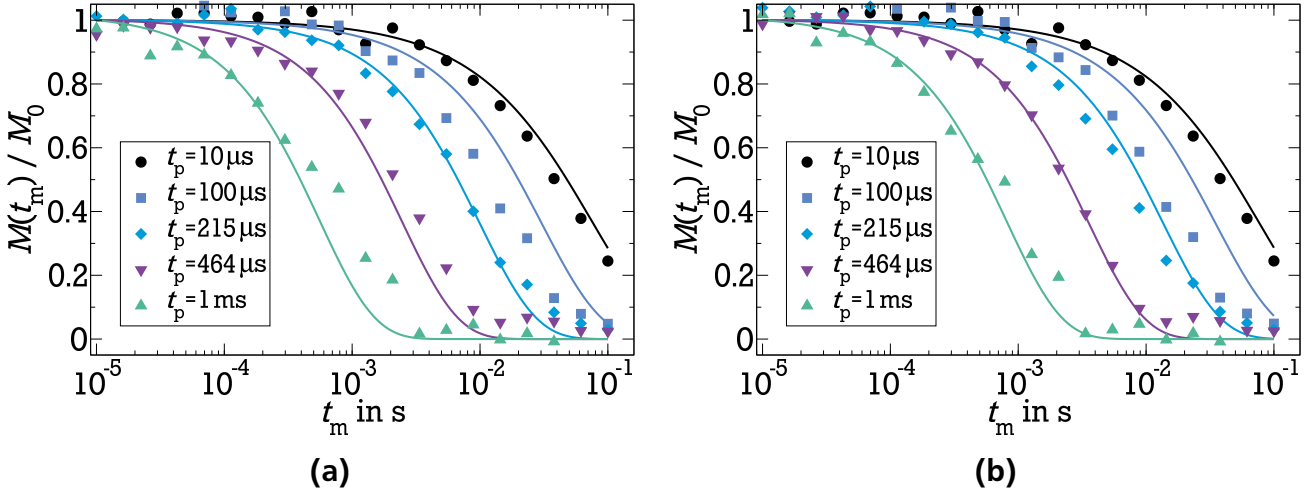 1
0.8
0.6
0.4
0.2
0
M(tₘ) / M₀
tₚ=10 µs
tₚ=100 µs
tₚ=215 µs
tₚ=464 µs
tₚ=1 ms
10⁻⁵ 10⁻⁴ 10⁻³ 10⁻² 10⁻¹
tₘ in s
(a)
1
0.8
0.6
0.4
0.2
0
M(tₘ) / M₀
tₚ=10 µs
tₚ=100 µs
tₚ=215 µs
tₚ=464 µs
tₚ=1 ms
10⁻⁵ 10⁻⁴ 10⁻³ 10⁻² 10⁻¹
tₘ in s
(b)